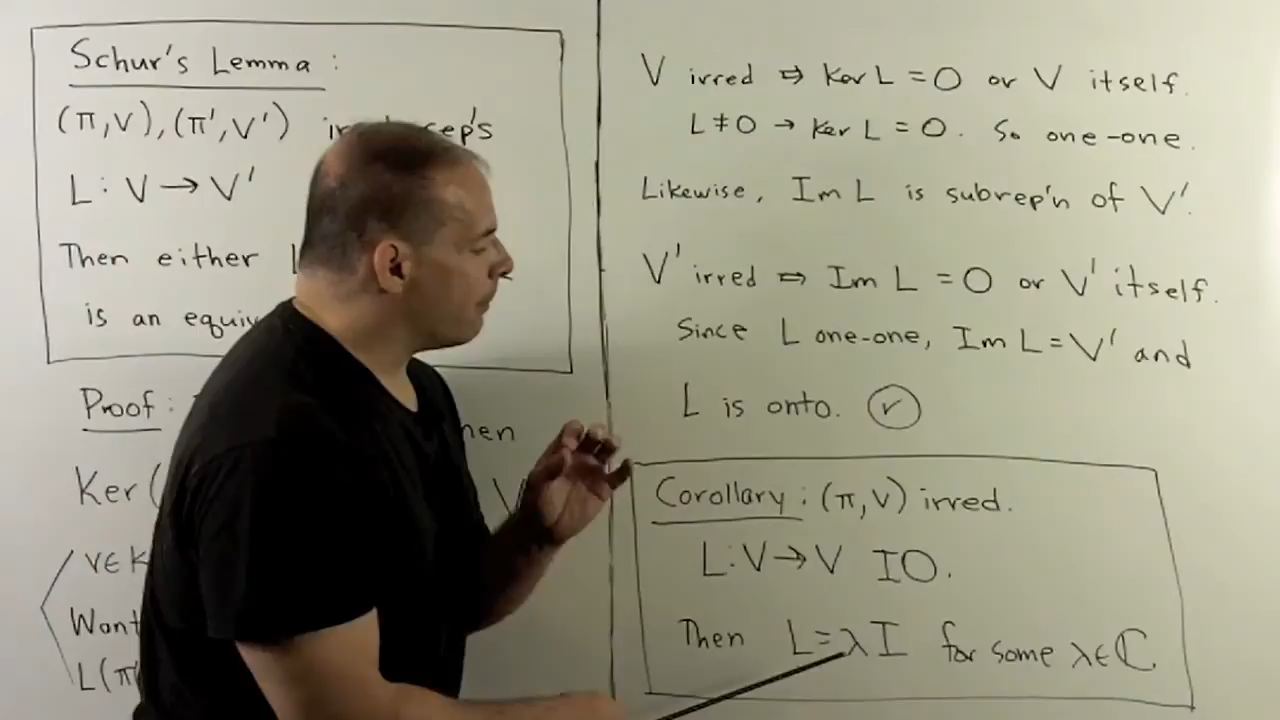 Schur's Lemma :
(π,V),(π',V') rep's
L : V → V'
Then either
is an equiv
Proof :
Ker (
V
v∈K
Want
L(π
V irred ⇒ Ker L = 0 or V itself.
L ≠ 0 → Ker L = 0. So one-one.
Likewise, Im L is subrep'n of V'.
V' irred ⇒ Im L = 0 or V' itself.
Since L one-one, Im L = V' and
L is onto. ✓
Corollary : (π,V) irred.
L : V → V IO.
Then L = λI for some λ∈ℂ